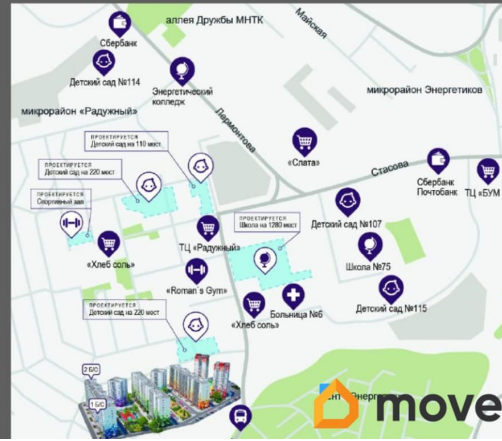 аллея Дружбы МНТК
Майская
Сбербанк
Детский сад №114
Энергетический
колледж
микрорайон Энергетиков
микрорайон «Радужный»
Лермонтова
ПРОЕКТИРУЕТСЯ
Детский сад на 110 мест
«Слата»
ПРОЕКТИРУЕТСЯ
Детский сад на 220 мест
Стасова
Сбербанк
Почтобанк
ТЦ «БУМ
ПРОЕКТИРУЕТСЯ
Спортивный зал
ПРОЕКТИРУЕТСЯ
Школа на 1280 мест
Детский сад №107
ТЦ «Радужный»
«Хлеб соль»
Школа №75
«Roman`s Gym»
Детский сад №115
Больница №6
«Хлеб соль»
ПРОЕКТИРУЕТСЯ
Детский сад на 220 мест
2 Б/С
1 Б/С
move